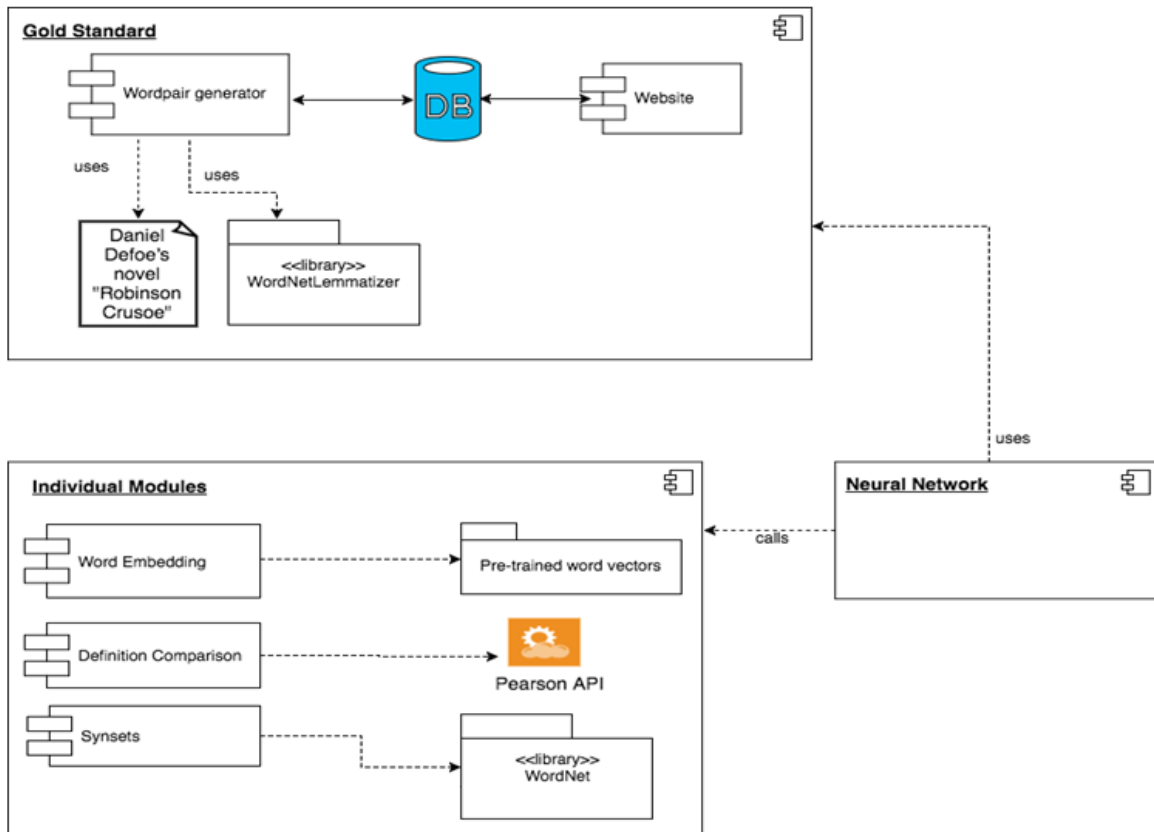 Gold Standard
Wordpair generator
DB
Website
uses
uses
Daniel
Defoe's
novel
"Robinson
Crusoe"
<<library>>
WordNetLemmatizer
uses
Individual Modules
Neural Network
Word Embedding
Pre-trained word vectors
calls
Definition Comparison
Pearson API
Synsets
<<library>>
WordNet